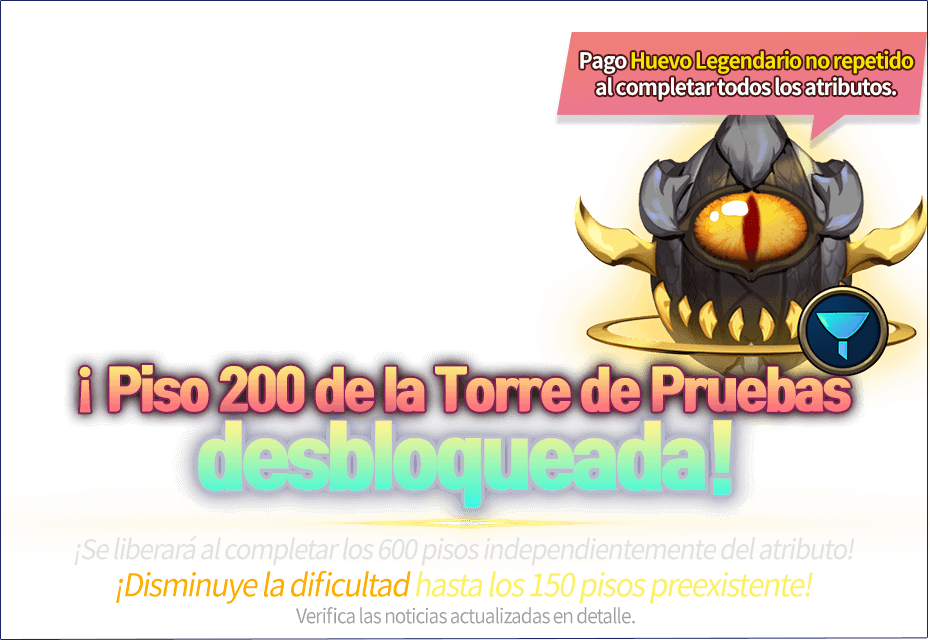 Pago Huevo Legendario no repetido
al completar todos los atributos.
¡ Piso 200 de la Torre de Pruebas
desbloqueada!
¡Se liberará al completar los 600 pisos independientemente del atributo!
¡Disminuye la dificultad hasta los 150 pisos preexistente!
Verifica las noticias actualizadas en detalle.